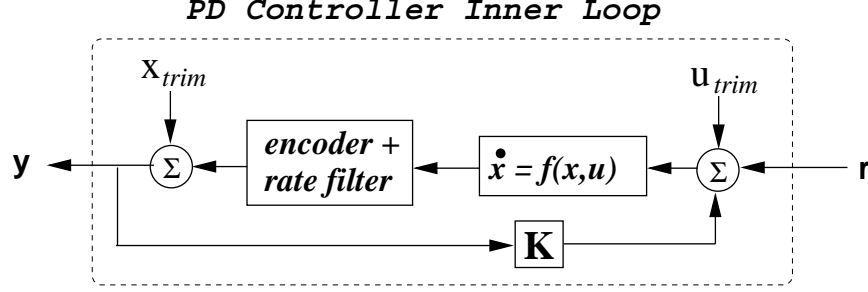 PD Controller Inner Loop
x_trim
u_trim
y
Σ
encoder +
rate filter
ẋ = f(x,u)
Σ
r
K